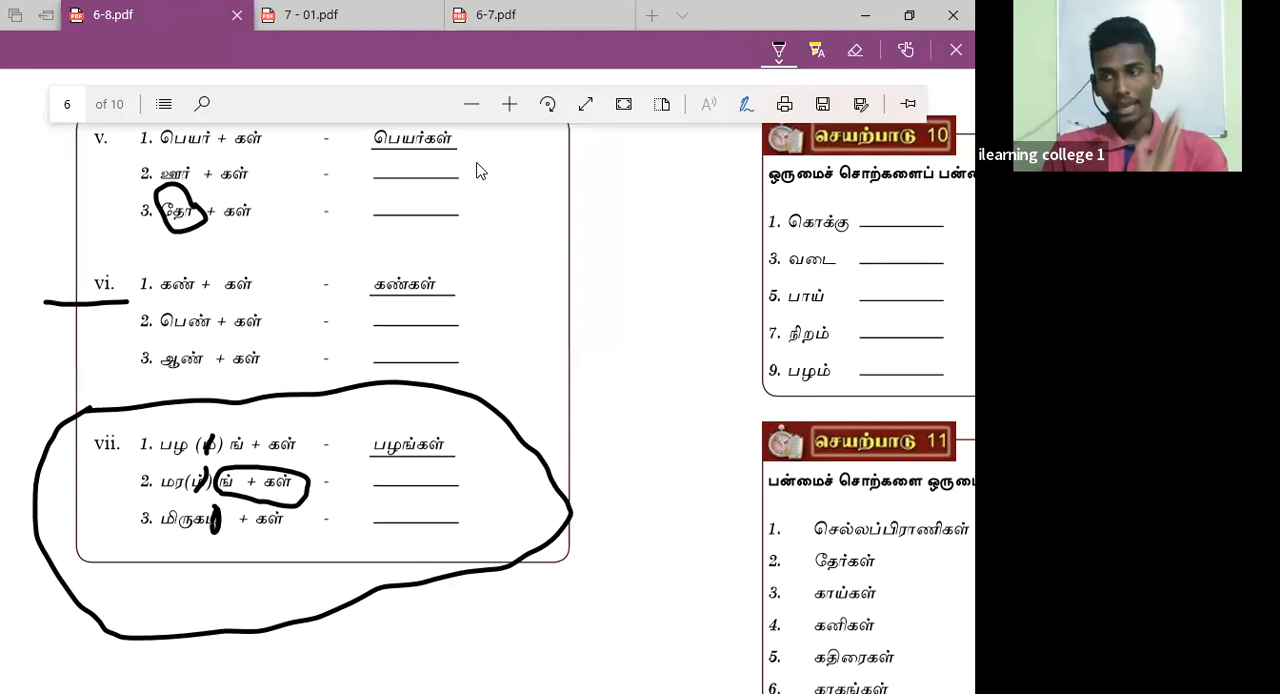 6-8.pdf
7 - 01.pdf
6-7.pdf
6 of 10
v. 1. பெயர் + கள் - பெயர்கள்
2. ஊர் + கள் -
3. தேர் + கள் -
vi. 1. கண் + கள் - கண்கள்
2. பெண் + கள் -
3. ஆண் + கள் -
vii. 1. பழ (ம்) ங் + கள் - பழங்கள்
2. மர(ம்) ங் + கள் -
3. மிருகம் + கள் -
செயற்பாடு 10
ஒருமைச் சொற்களைப்
1. கொக்கு
3. வடை
5. பாய்
7. நிறம்
9. பழம்
செயற்பாடு 11
பன்மைச் சொற்களை
1. செல்லப்பிராணிகள்
2. தேர்கள்
3. காய்கள்
4. கனிகள்
5. கதிரைகள்
6. காகங்கள்
ilearning college 1